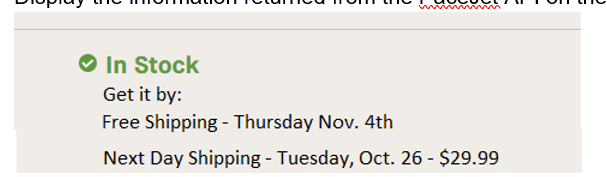 Display the information returned from the PaceJet API on the
In Stock
Get it by:
Free Shipping - Thursday Nov. 4th
Next Day Shipping - Tuesday, Oct. 26 - $29.99